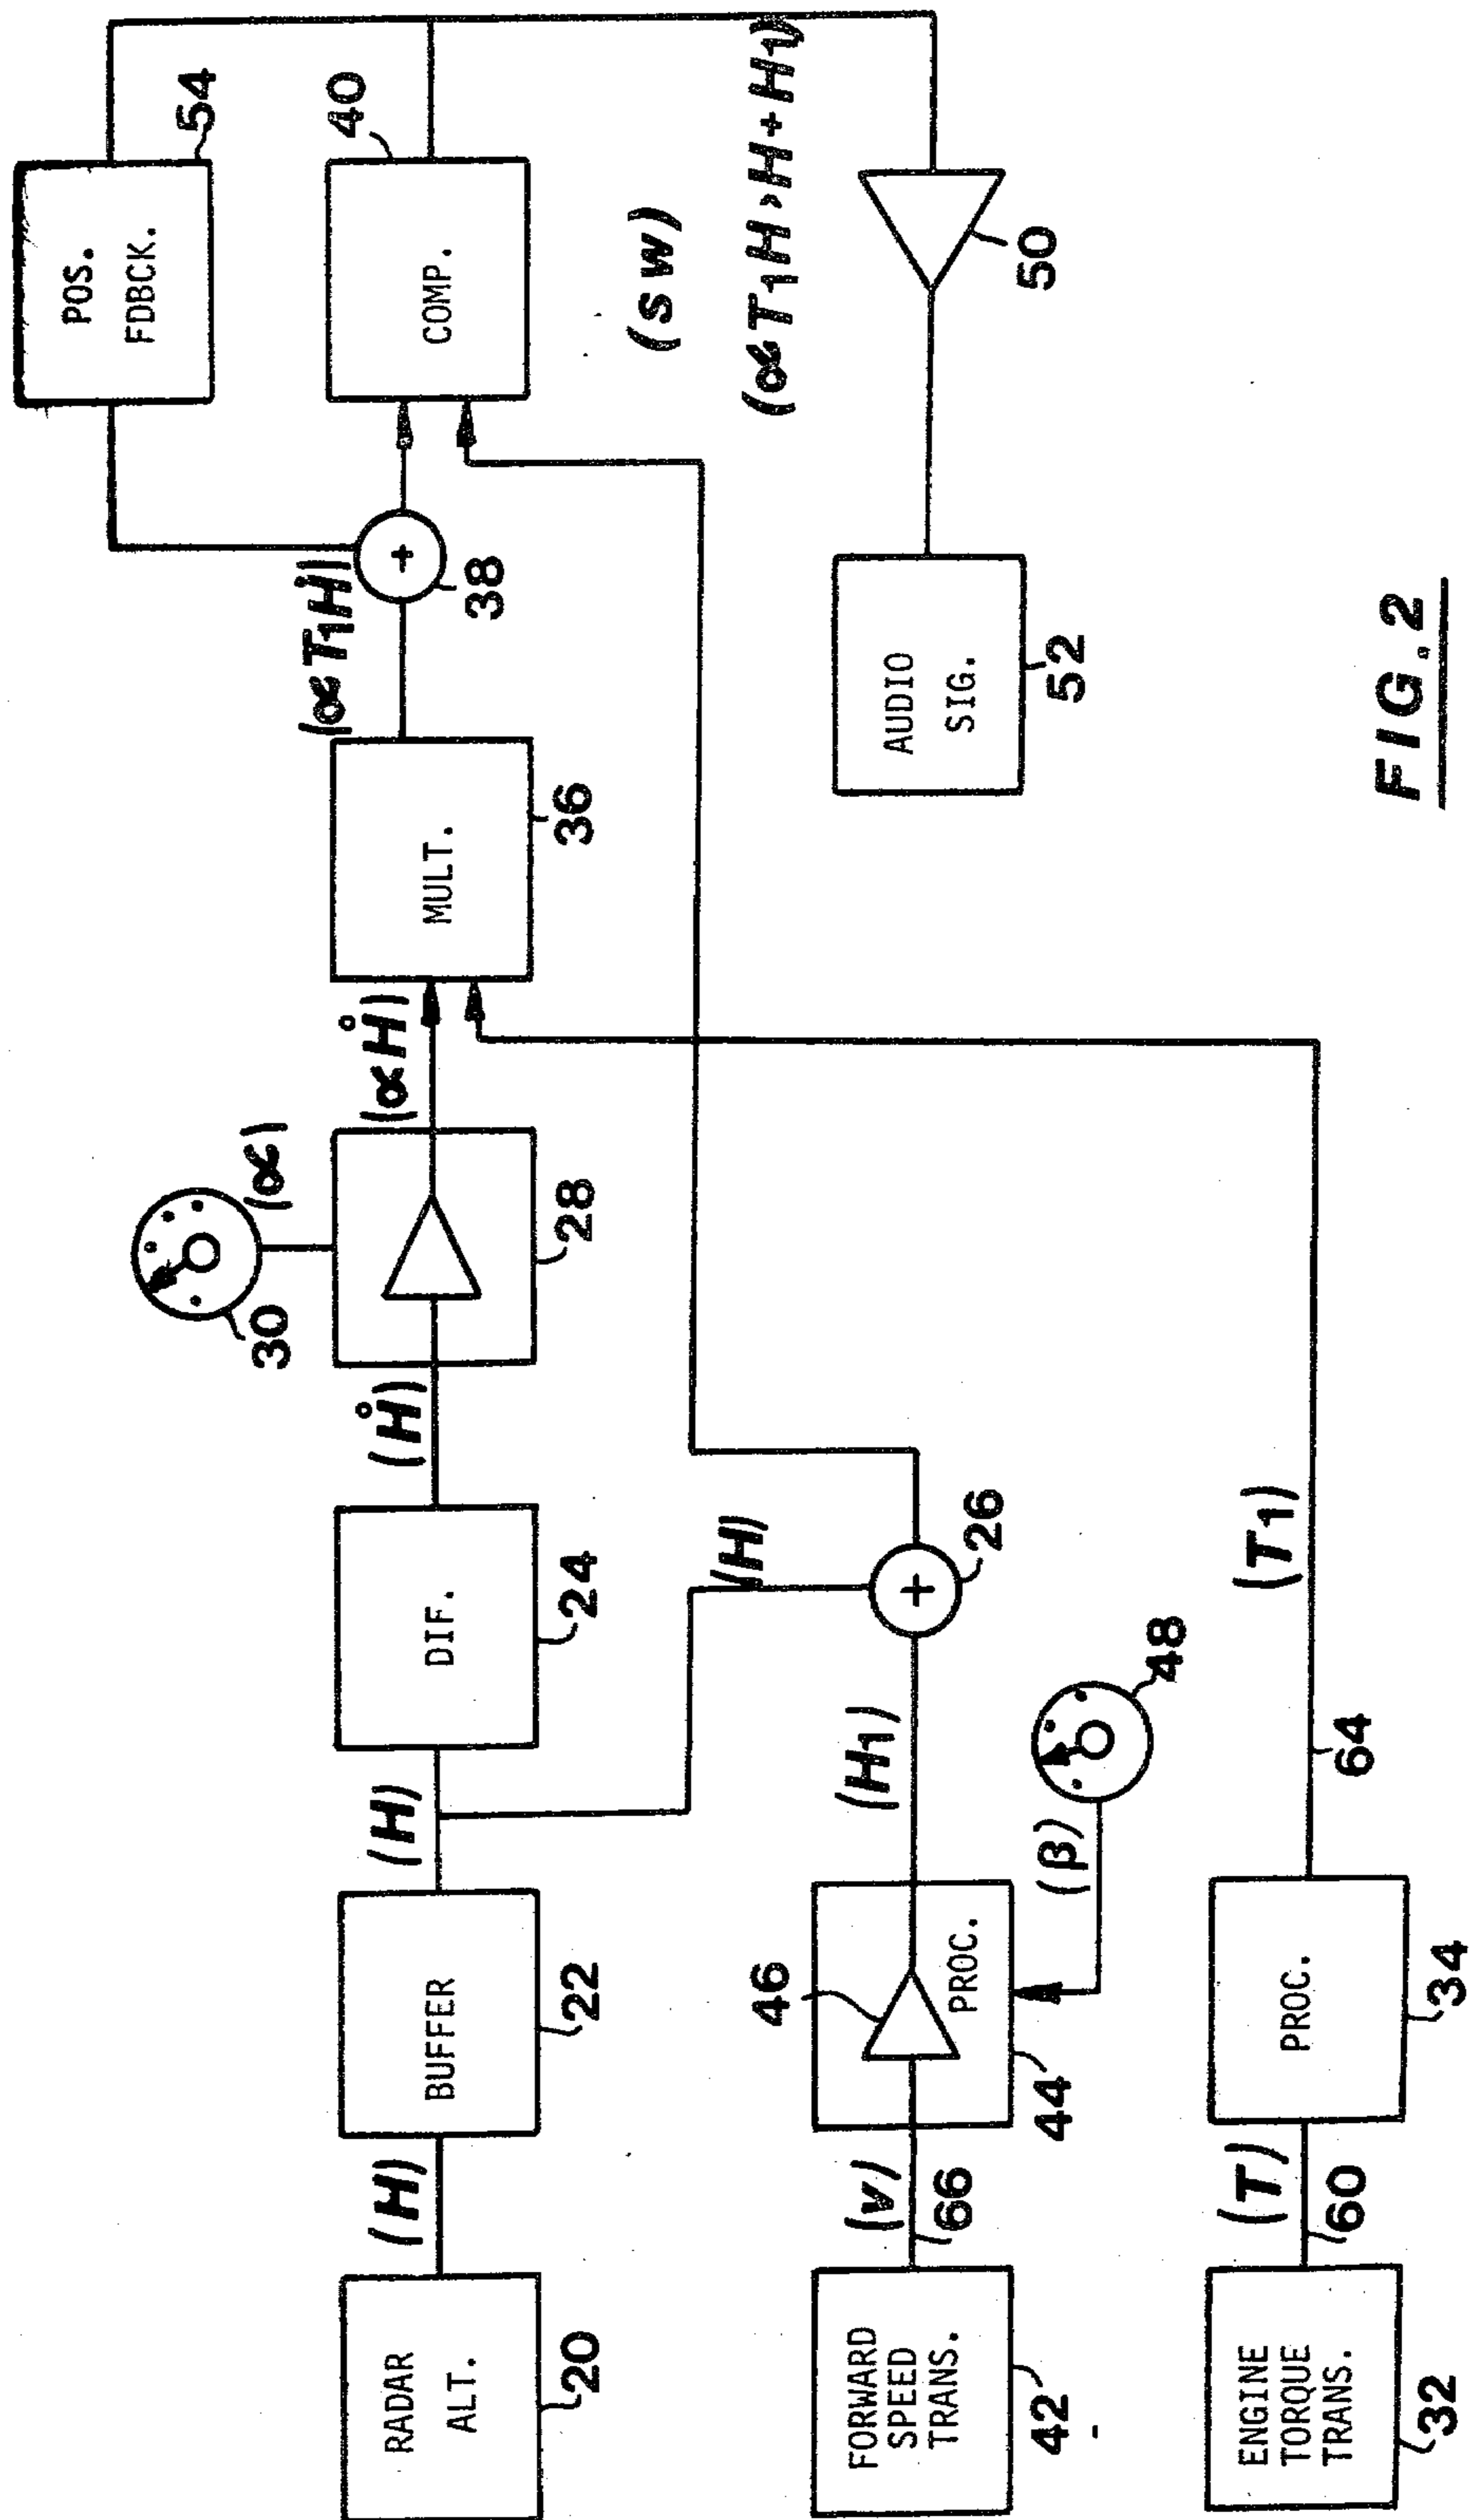 POS.
FDBCK.
54
COMP.
40
(SW)
(αT1Ḣ>H+H1)
50
AUDIO
SIG.
52
38
(αT1Ḣ)
MULT.
36
(αḢ)
(α)
30
28
(Ḣ)
DIF.
24
(H)
(H)
26
BUFFER
22
(H)
RADAR
ALT.
20
(H1)
48
(β)
46
PROC.
44
(V)
66
FORWARD
SPEED
TRANS.
42
(T1)
64
PROC.
34
(T)
60
ENGINE
TORQUE
TRANS.
32
+
+
FIG. 2